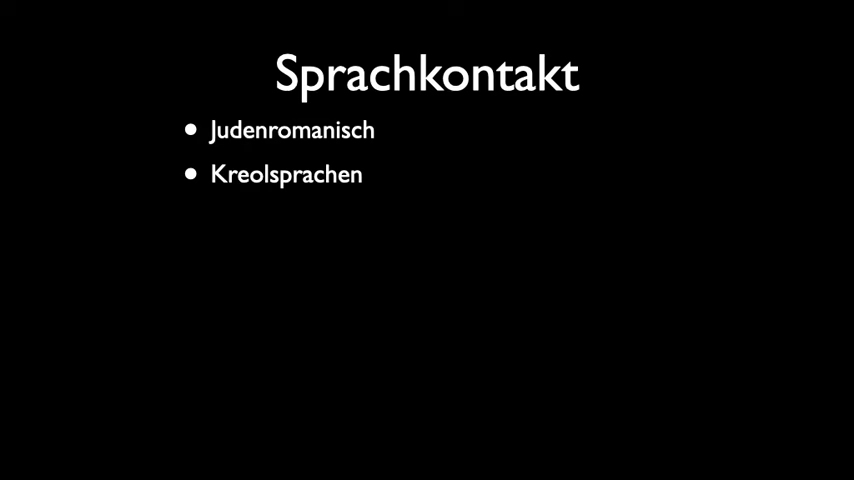 Sprachkontakt
• Judenromanisch
• Kreolsprachen